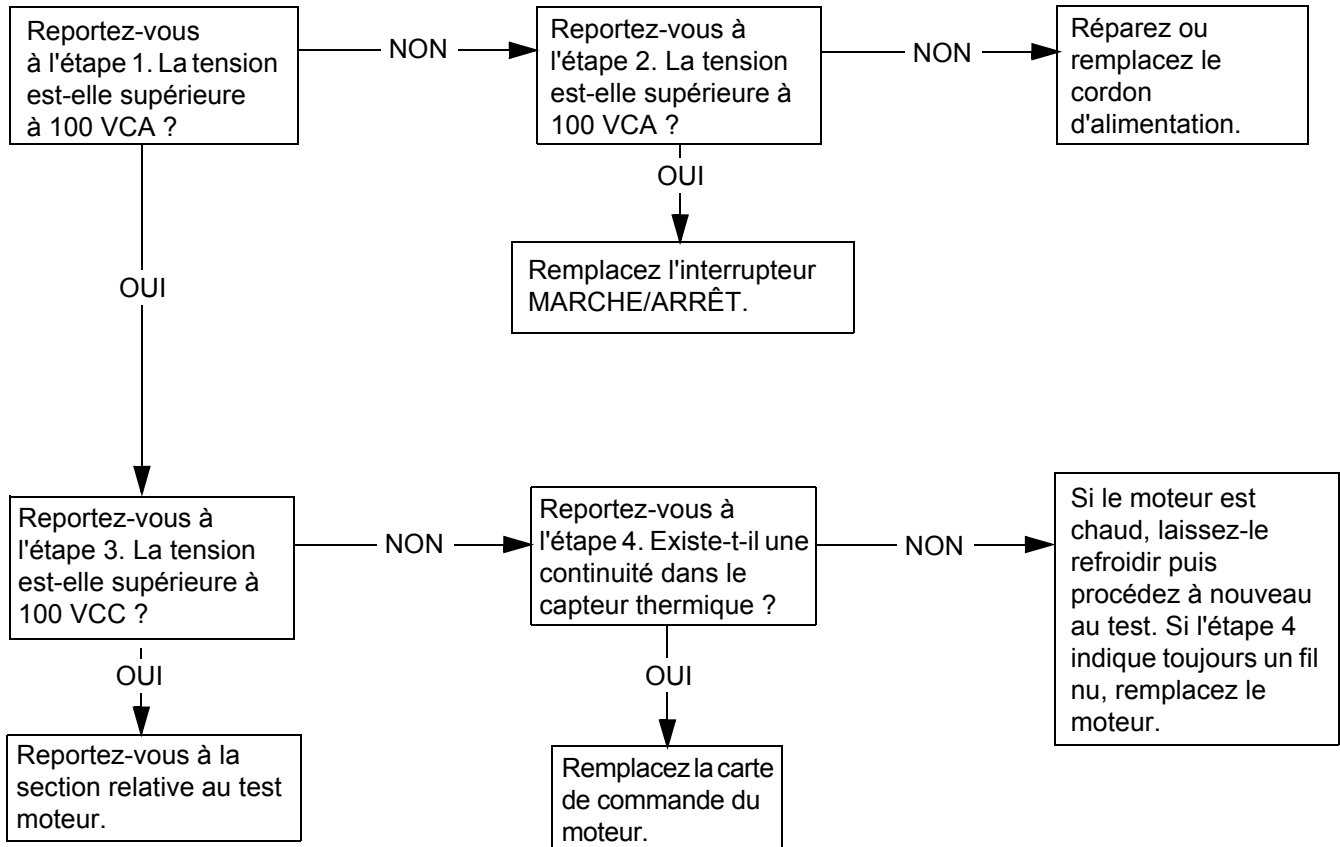 Reportez-vous
à l'étape 1. La tension
est-elle supérieure
à 100 VCA ?
NON
Reportez-vous à
l'étape 2. La tension
est-elle supérieure à
100 VCA ?
NON
Réparez ou
remplacez le
cordon
d'alimentation.
OUI
Remplacez l'interrupteur
MARCHE/ARRÊT.
OUI
Reportez-vous à
l'étape 3. La tension
est-elle supérieure à
100 VCC ?
NON
Reportez-vous à
l'étape 4. Existe-t-il une
continuité dans le
capteur thermique ?
NON
Si le moteur est
chaud, laissez-le
refroidir puis
procédez à nouveau
au test. Si l'étape 4
indique toujours un fil
nu, remplacez le
moteur.
OUI
Reportez-vous à la
section relative au test
moteur.
OUI
Remplacez la carte
de commande du
moteur.